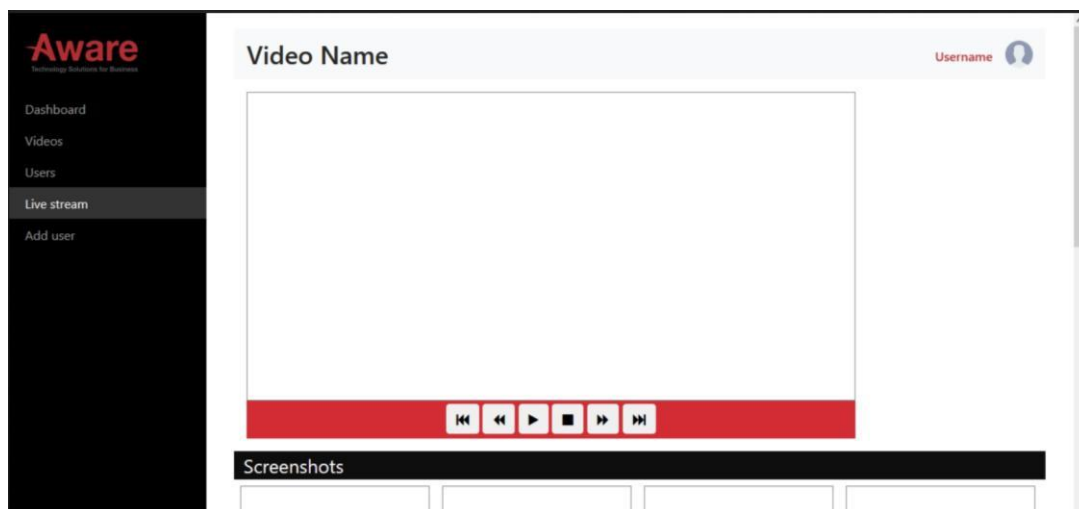 Aware
Technology Solutions for Business
Dashboard
Videos
Users
Live stream
Add user
Video Name
Username
Screenshots